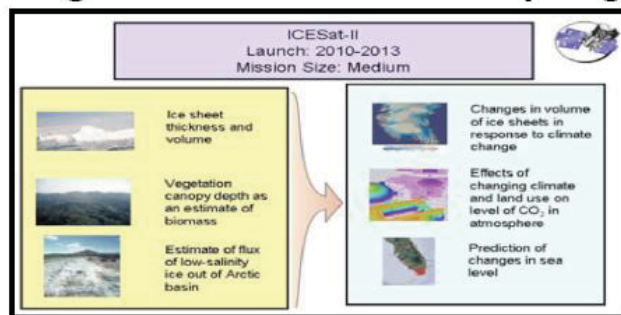 ICESat-II
Launch: 2010-2013
Mission Size: Medium
Ice sheet
thickness and
volume
Vegetation
canopy depth as
an estimate of
biomass
Estimate of flux
of low-salinity
ice out of Arctic
basin
Changes in volume
of ice sheets in
response to climate
change
Effects of
changing climate
and land use on
level of CO₂ in
atmosphere
Prediction of
changes in sea
level